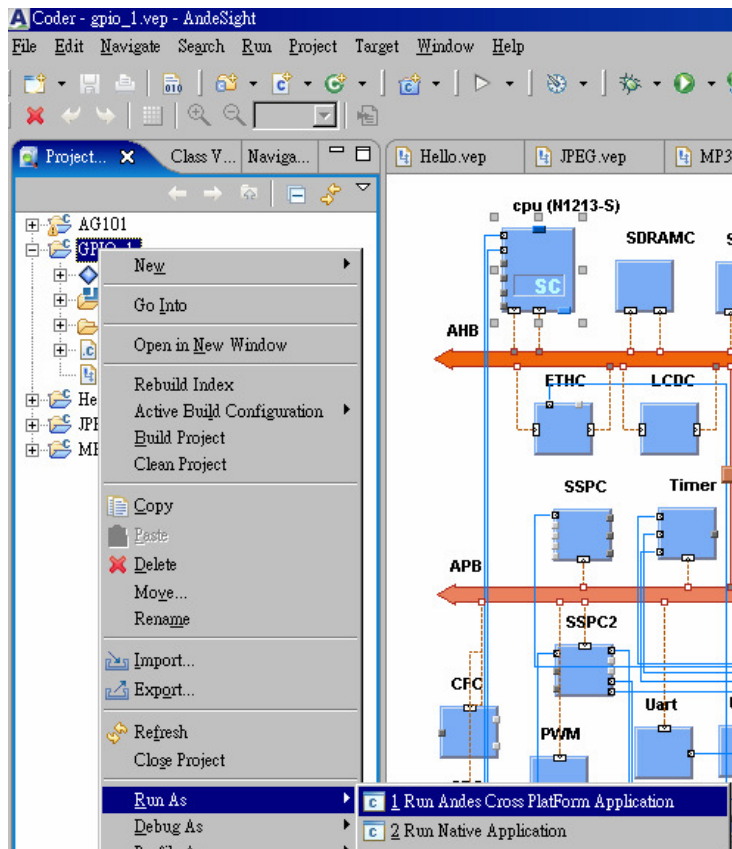 Coder - gpio_1.vep - AndeSight
File Edit Navigate Search Run Project Target Window Help
010
Project... Class V... Naviga...
Hello.vep JPEG.vep MP3
AG101
GPIO_1
He
JPE
New
Go Into
Open in New Window
Rebuild Index
Active Build Configuration
Build Project
Clean Project
Copy
Paste
Delete
Move...
Rename
Import...
Export...
Refresh
Close Project
Run As
Debug As
1 Run Andes Cross PlatForm Application
2 Run Native Application
cpu (N1213-S)
SC
SDRAMC
AHB
ETHC LCDC
SSPC Timer
APB
SSPC2
CFC
Uart
PWM